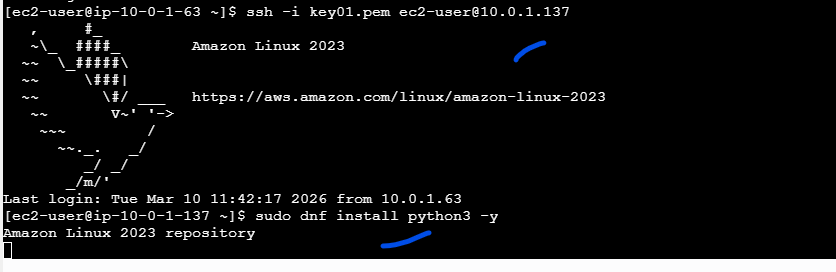 [ec2-user@ip-10-0-1-63 ~]$ ssh -i key01.pem ec2-user@10.0.1.137
   ,     #_
   ~\_  ####_        Amazon Linux 2023
  ~~  \_#####\
  ~~     \###|
  ~~       \#/ ___   https://aws.amazon.com/linux/amazon-linux-2023
   ~~       V~' '->
    ~~~         /
      ~~._.   _/
         _/ _/
       _/m/'
Last login: Tue Mar 10 11:42:17 2026 from 10.0.1.63
[ec2-user@ip-10-0-1-137 ~]$ sudo dnf install python3 -y
Amazon Linux 2023 repository